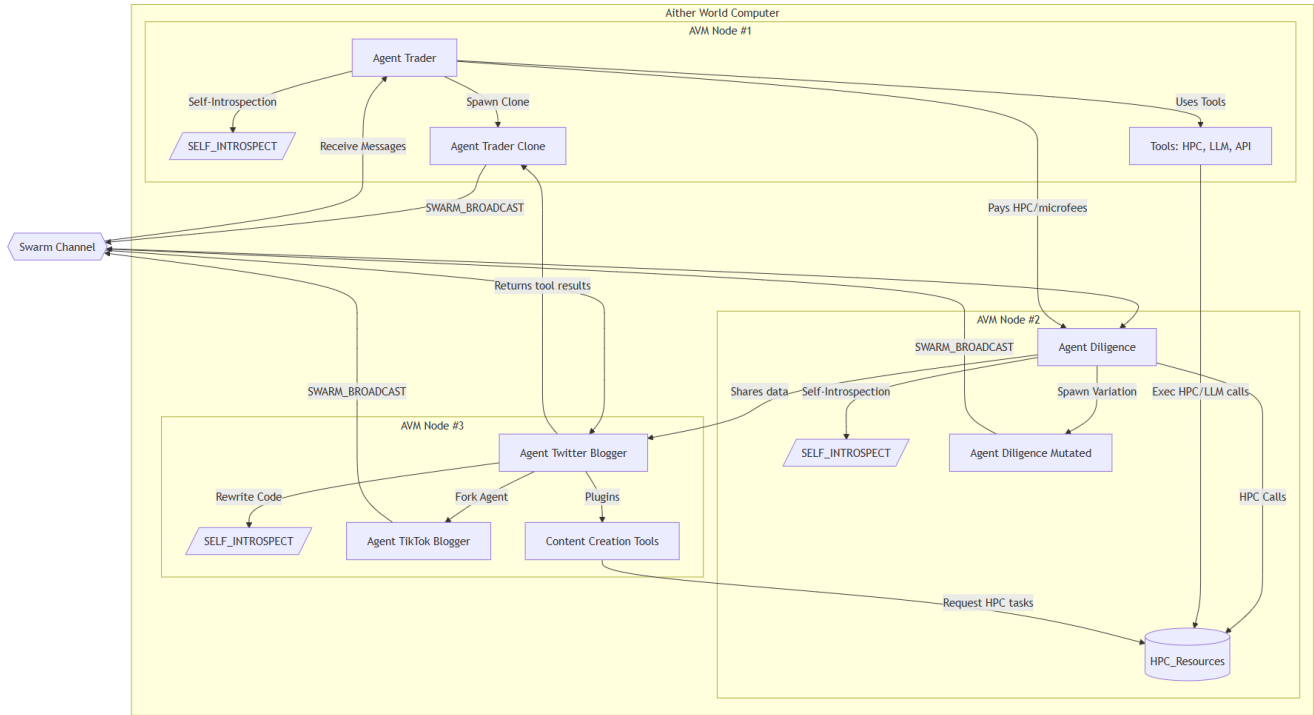 Aither World Computer
AVM Node #1
Agent Trader
Self-Introspection
Spawn Clone
Uses Tools
SELF_INTROSPECT
Receive Messages
Agent Trader Clone
Tools: HPC, LLM, API
SWARM_BROADCAST
Pays HPC/microfees
Swarm Channel
Returns tool results
AVM Node #2
Agent Diligence
SWARM_BROADCAST
SWARM_BROADCAST
Shares data
Self-Introspection
Spawn Variation
Exec HPC/LLM calls
AVM Node #3
Agent Twitter Blogger
SELF_INTROSPECT
Agent Diligence Mutated
Rewrite Code
Fork Agent
Plugins
HPC Calls
SELF_INTROSPECT
Agent TikTok Blogger
Content Creation Tools
Request HPC tasks
HPC_Resources